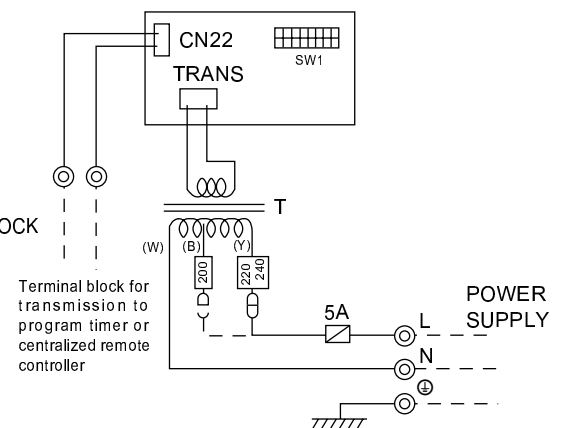 CN22
SW1
TRANS
T
OCK
(W)
(B)
(Y)
200
220
240
Terminal block for
transmission to
program timer or
centralized remote
controller
5A
L
POWER
SUPPLY
N